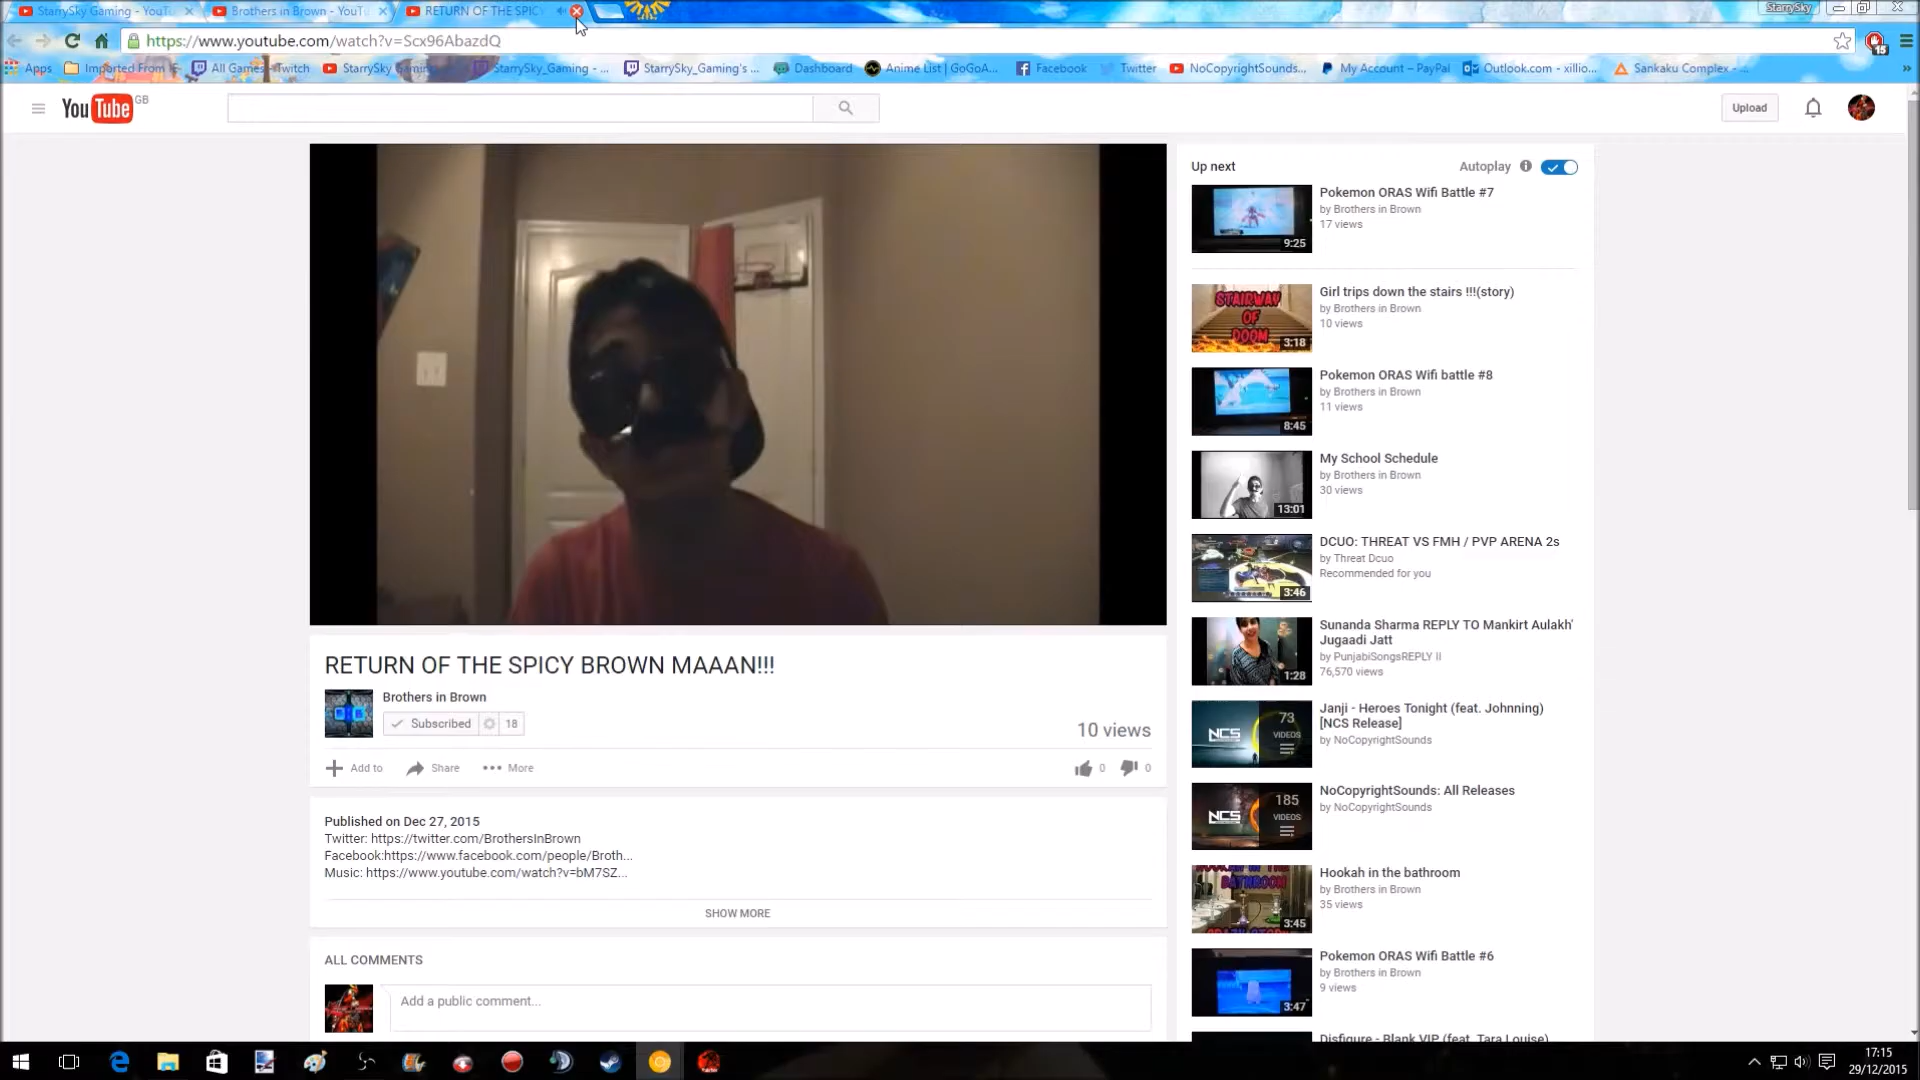 StarrySky Gaming - YouTu
Brothers in Brown - YouTu
RETURN OF THE SPICY
StarrySky
https://www.youtube.com/watch?v=Scx96AbazdQ
15
Apps
Imported From IE
All Games - Twitch
StarrySky Gaming
StarrySky_Gaming - ...
StarrySky_Gaming's ...
Dashboard
Anime List | GoGoA...
Facebook
Twitter
NoCopyrightSounds...
My Account – PayPal
Outlook.com - xillio...
Sankaku Complex - ...
YouTube GB
Upload
Up next
Autoplay
Pokemon ORAS Wifi Battle #7
by Brothers in Brown
17 views
9:25
Girl trips down the stairs !!!(story)
by Brothers in Brown
10 views
STAIRWAY
OF
DOOM
3:18
Pokemon ORAS Wifi battle #8
by Brothers in Brown
11 views
8:45
My School Schedule
by Brothers in Brown
30 views
13:01
DCUO: THREAT VS FMH / PVP ARENA 2s
by Threat Dcuo
Recommended for you
3:46
Sunanda Sharma REPLY TO Mankirt Aulakh'
Jugaadi Jatt
by PunjabiSongsREPLY II
76,570 views
1:28
Janji - Heroes Tonight (feat. Johnning)
[NCS Release]
by NoCopyrightSounds
NCS
73
VIDEOS
NoCopyrightSounds: All Releases
by NoCopyrightSounds
NCS
185
VIDEOS
Hookah in the bathroom
by Brothers in Brown
35 views
HOOKAH IN THE
BATHROOM
CRAZY STORY
3:45
Pokemon ORAS Wifi Battle #6
by Brothers in Brown
9 views
3:47
Disfigure - Blank VIP (feat. Tara Louise)
RETURN OF THE SPICY BROWN MAAAN!!!
Brothers in Brown
Subscribed 18
10 views
Add to
Share
More
0
0
Published on Dec 27, 2015
Twitter: https://twitter.com/BrothersInBrown
Facebook:https://www.facebook.com/people/Broth...
Music: https://www.youtube.com/watch?v=bM7SZ...
SHOW MORE
ALL COMMENTS
Add a public comment...
17:15
29/12/2015